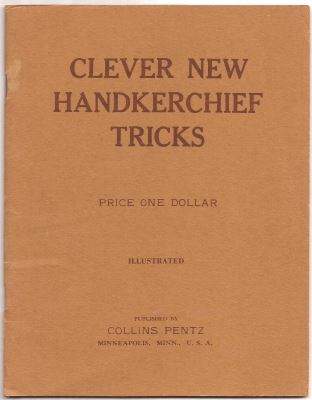 CLEVER NEW
HANDKERCHIEF
TRICKS
PRICE ONE DOLLAR
ILLUSTRATED
PUBLISHED BY
COLLINS PENTZ
MINNEAPOLIS, MINN., U. S. A.